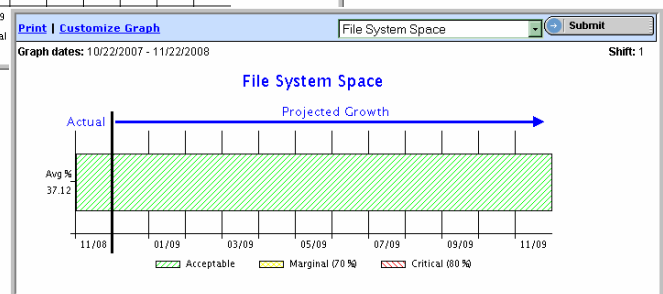 9
al
Print | Customize Graph
File System Space
Submit
Graph dates: 10/22/2007 - 11/22/2008
Shift: 1
File System Space
Actual
Projected Growth
Avg %
37.12
11/08 01/09 03/09 05/09 07/09 09/09 11/09
Acceptable Marginal (70 %) Critical (80 %)